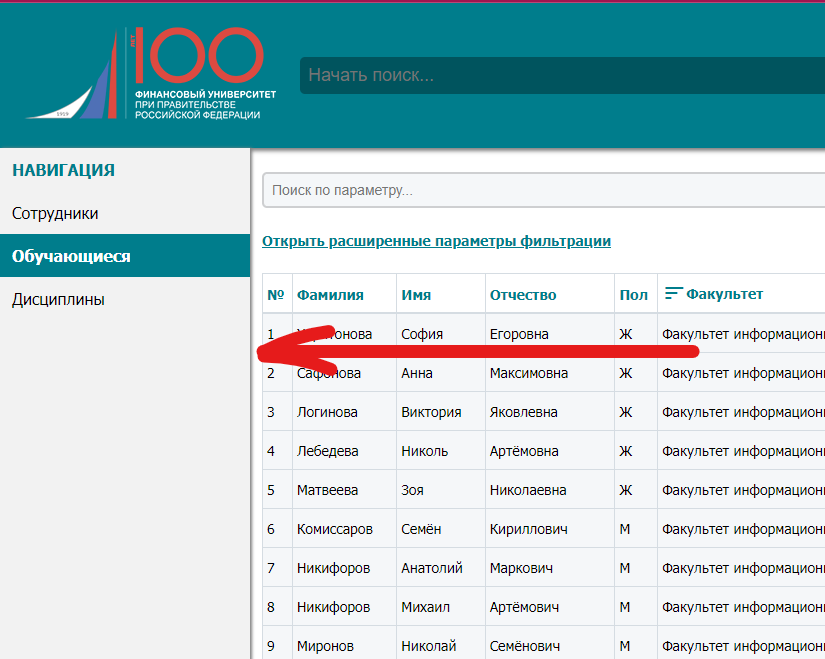 ЛЕТ 100
ФИНАНСОВЫЙ УНИВЕРСИТЕТ
ПРИ ПРАВИТЕЛЬСТВЕ
РОССИЙСКОЙ ФЕДЕРАЦИИ
1919
Начать поиск...
НАВИГАЦИЯ
Сотрудники
Обучающиеся
Дисциплины
Поиск по параметру...
Открыть расширенные параметры фильтрации
№ Фамилия Имя Отчество Пол Факультет
1 София Егоровна Ж Факультет информационн
2 Сафонова Анна Максимовна Ж Факультет информационн
3 Логинова Виктория Яковлевна Ж Факультет информационн
4 Лебедева Николь Артёмовна Ж Факультет информационн
5 Матвеева Зоя Николаевна Ж Факультет информационн
6 Комиссаров Семён Кириллович М Факультет информационн
7 Никифоров Анатолий Маркович М Факультет информационн
8 Никифоров Михаил Артёмович М Факультет информационн
9 Миронов Николай Семёнович М Факультет информационн